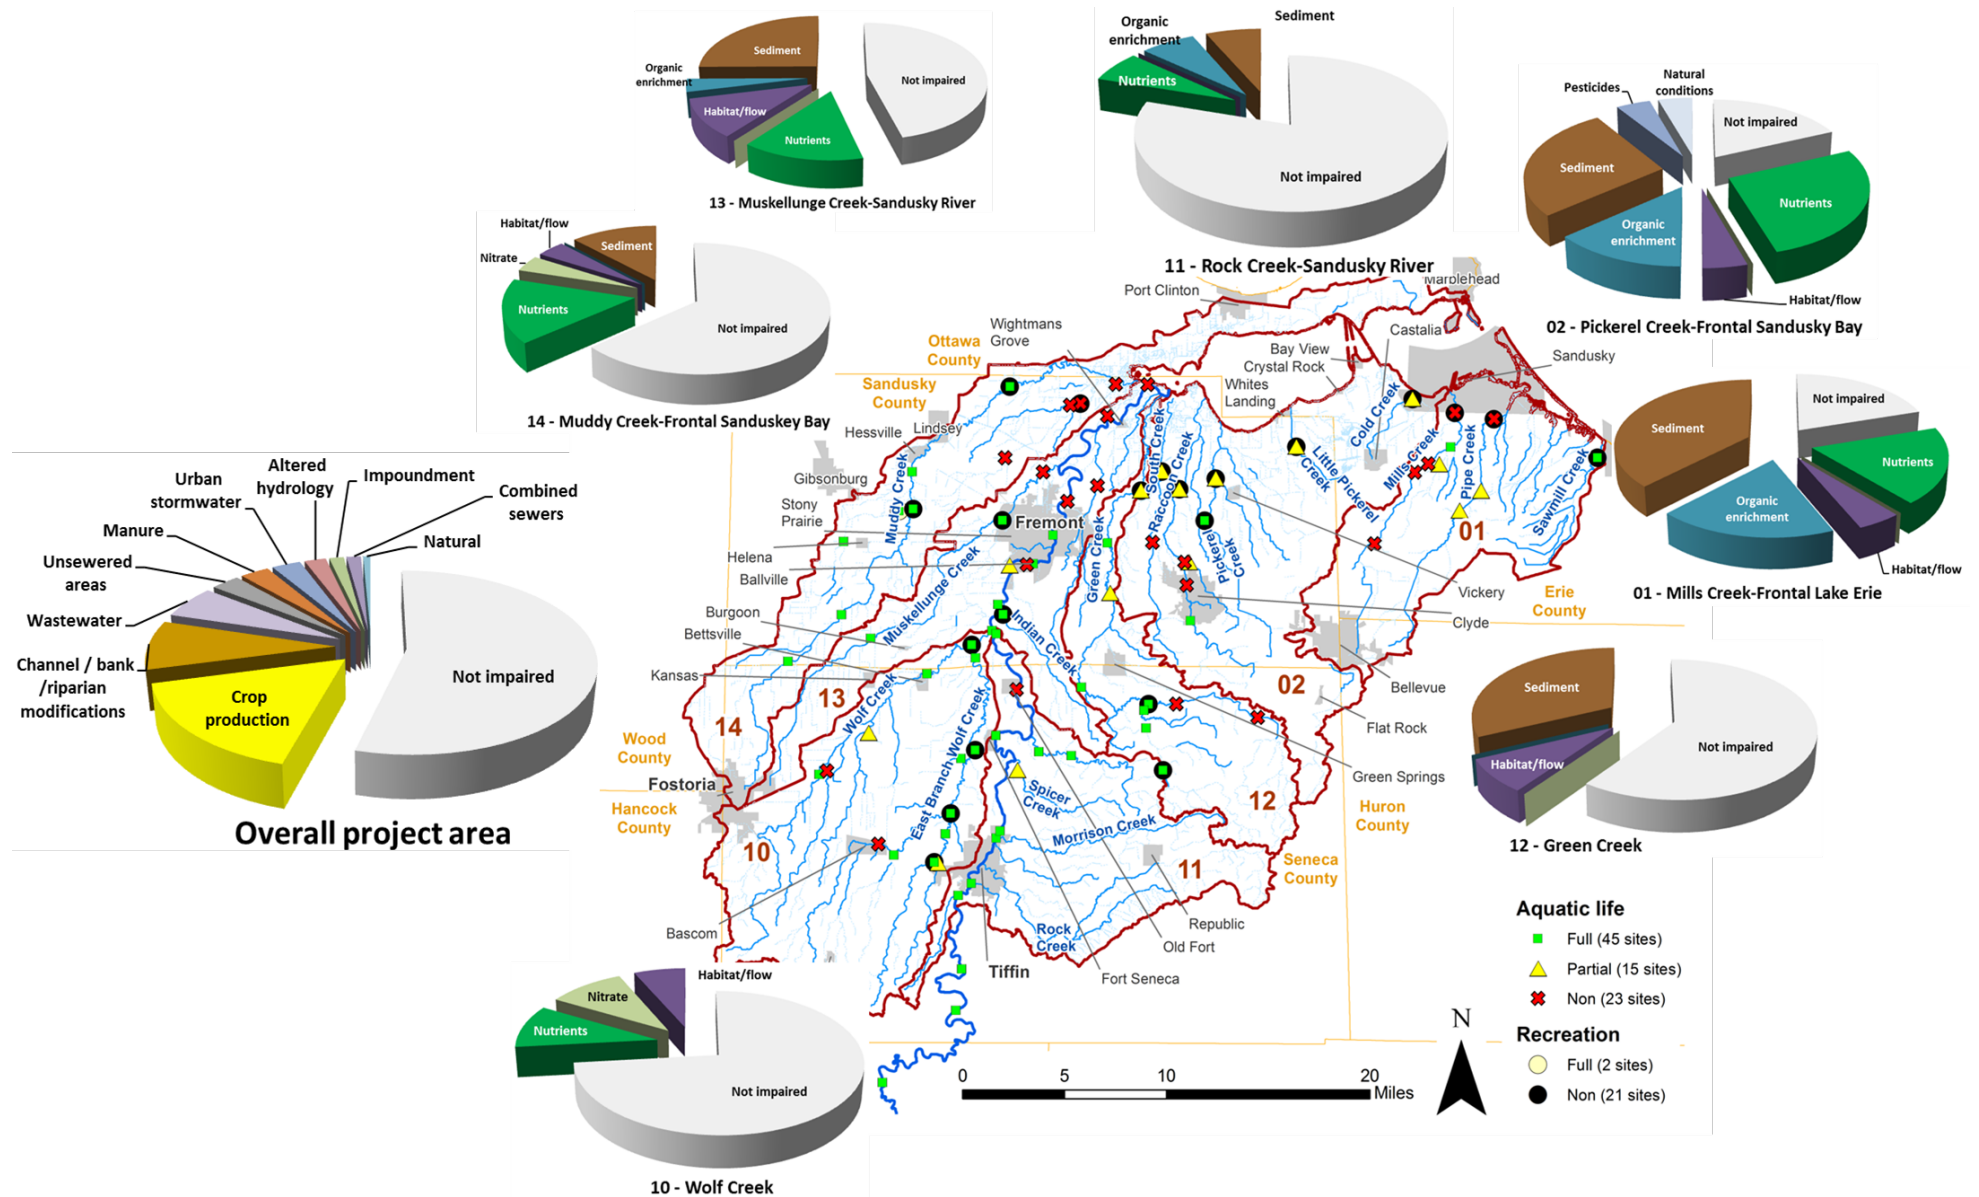 Sediment
Organic
enrichment
Habitat/flow
Nutrients
Not impaired
13 - Muskellunge Creek-Sandusky River
Organic
enrichment
Sediment
Nutrients
Not impaired
11 - Rock Creek-Sandusky River
Pesticides
Natural
conditions
Not impaired
Sediment
Nutrients
Organic
enrichment
Habitat/flow
02 - Pickerel Creek-Frontal Sandusky Bay
Habitat/flow
Nitrate
Sediment
Nutrients
Not impaired
14 - Muddy Creek-Frontal Sanduskey Bay
Sediment
Not impaired
Nutrients
Organic
enrichment
Habitat/flow
01 - Mills Creek-Frontal Lake Erie
Altered
hydrology
Impoundment
Urban
stormwater
Combined
sewers
Manure
Natural
Unsewered
areas
Wastewater
Channel / bank
/riparian
modifications
Crop
production
Not impaired
Overall project area
Sediment
Habitat/flow
Not impaired
12 - Green Creek
Habitat/flow
Nitrate
Nutrients
Not impaired
10 - Wolf Creek
Port Clinton
Marblehead
Wightmans
Grove
Castalia
Ottawa
County
Bay View
Crystal Rock
Sandusky
Sandusky
County
Whites
Landing
Lindsey
Hessville
Gibsonburg
Stony
Prairie
Fremont
Helena
Ballville
Burgoon
Bettsville
Kansas
Muddy Creek
Muskellunge Creek
South Creek
Raccoon Creek
Green Creek
Pickerel
Creek
Little Pickerel
Creek
Cold Creek
Mills Creek
Pipe Creek
Sawmill Creek
Indian Creek
01
Erie
County
Vickery
Clyde
Bellevue
Flat Rock
02
13
14
Wolf Creek
East Branch Wolf Creek
Wood
County
Fostoria
Hancock
County
Green Springs
Spicer
Creek
Morrison Creek
12
Huron
County
10
11
Seneca
County
Bascom
Rock
Creek
Republic
Old Fort
Fort Seneca
Tiffin
Aquatic life
Full (45 sites)
Partial (15 sites)
Non (23 sites)
Recreation
Full (2 sites)
Non (21 sites)
N
0 5 10 20
Miles